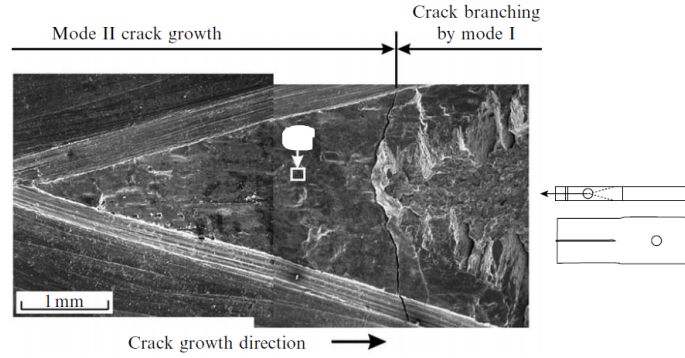 Mode II crack growth
Crack branching
by mode I
1 mm
Crack growth direction